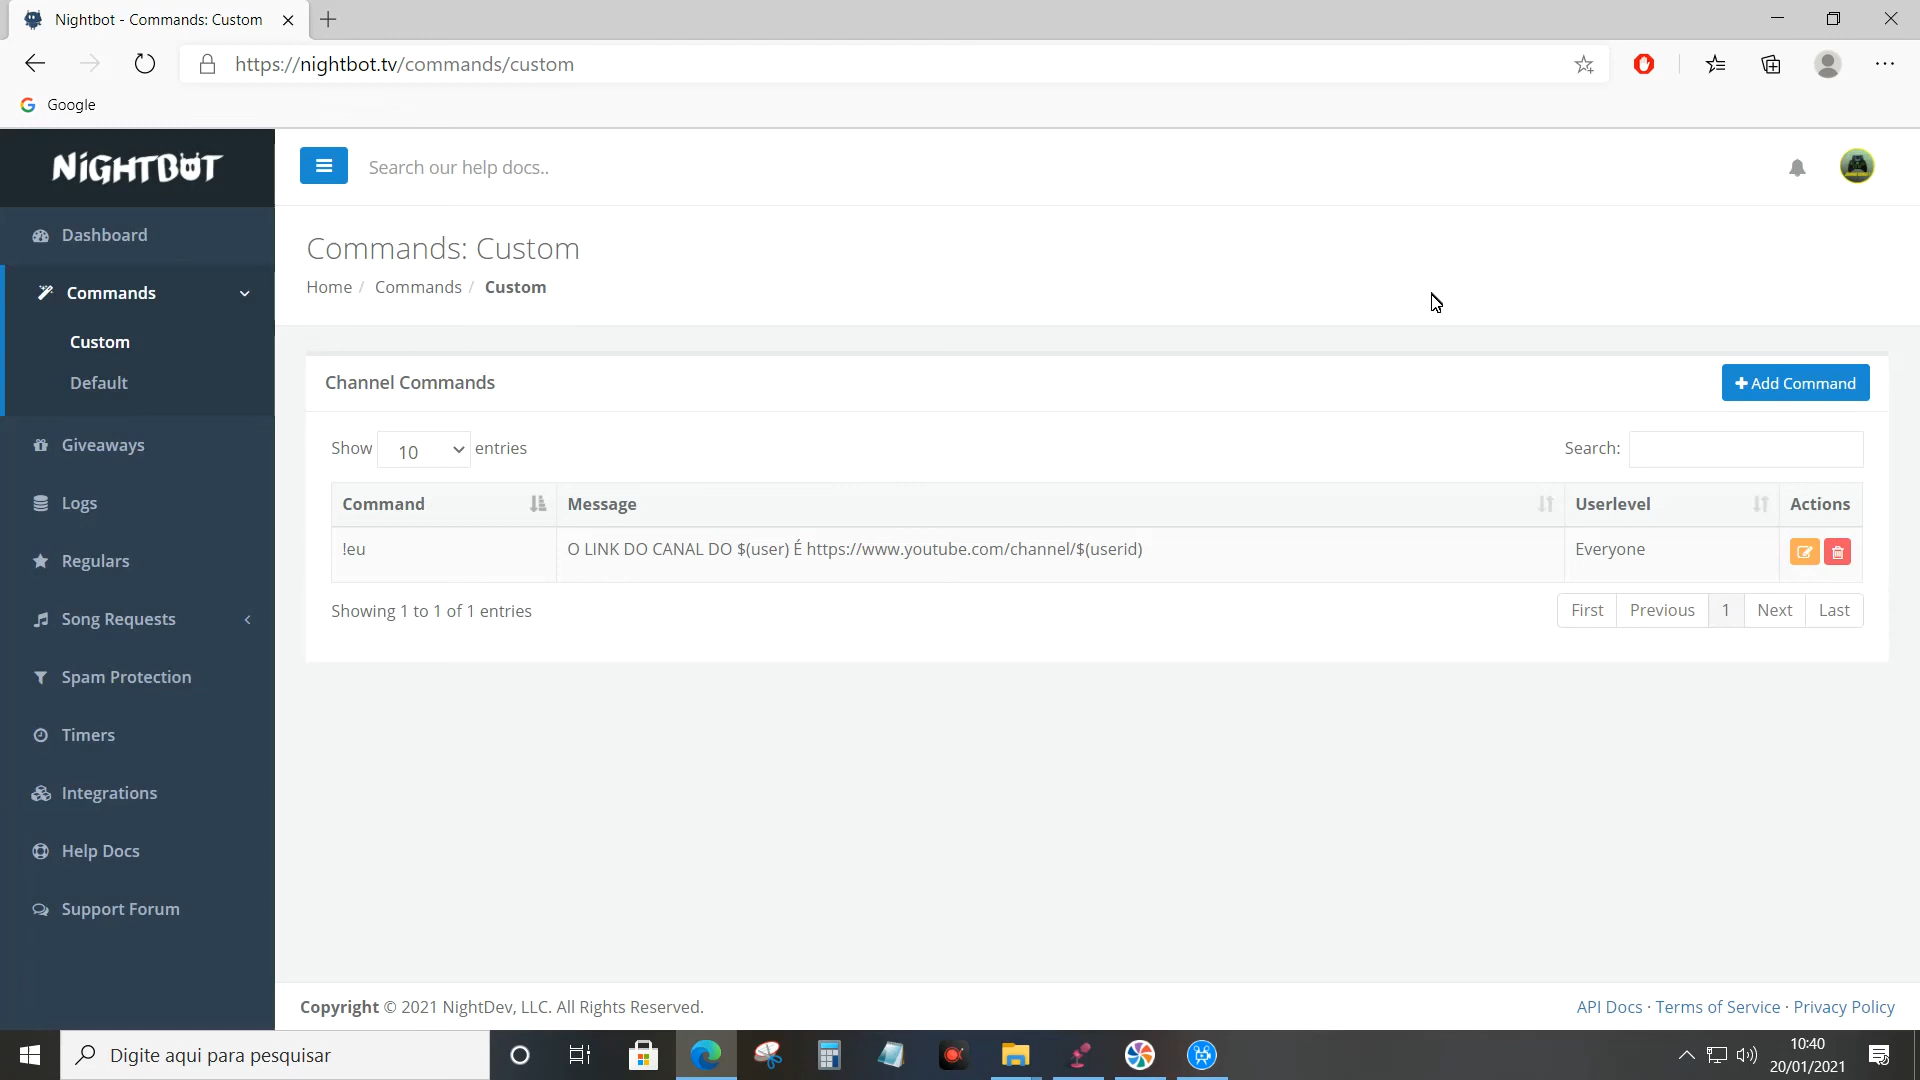 Nightbot - Commands: Custom
https://nightbot.tv/commands/custom
Google
NiGHTBOT
Search our help docs..
Dashboard
Commands
Custom
Default
Giveaways
Logs
Regulars
Song Requests
Spam Protection
Timers
Integrations
Help Docs
Support Forum
Commands: Custom
Home / Commands / Custom
Channel Commands
Add Command
Show 10 entries
Search:
Command Message Userlevel Actions
!eu O LINK DO CANAL DO $(user) É https://www.youtube.com/channel/$(userid) Everyone
Showing 1 to 1 of 1 entries
First Previous 1 Next Last
Copyright © 2021 NightDev, LLC. All Rights Reserved.
API Docs · Terms of Service · Privacy Policy
Digite aqui para pesquisar
10:40
20/01/2021